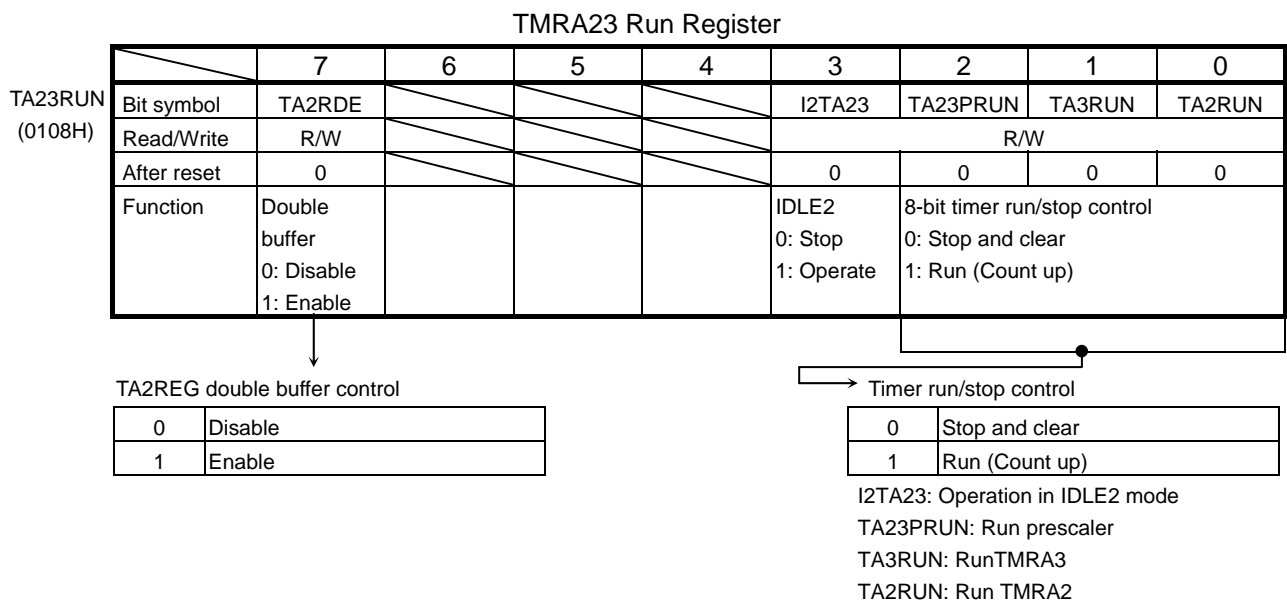 TMRA23 Run Register
7 6 5 4 3 2 1 0
TA23RUN Bit symbol TA2RDE I2TA23 TA23PRUN TA3RUN TA2RUN
(0108H) Read/Write R/W R/W
After reset 0 0 0 0 0
Function Double IDLE2 8-bit timer run/stop control
buffer 0: Stop 0: Stop and clear
0: Disable 1: Operate 1: Run (Count up)
1: Enable
TA2REG double buffer control Timer run/stop control
0 Disable 0 Stop and clear
1 Enable 1 Run (Count up)
I2TA23: Operation in IDLE2 mode
TA23PRUN: Run prescaler
TA3RUN: RunTMRA3
TA2RUN: Run TMRA2